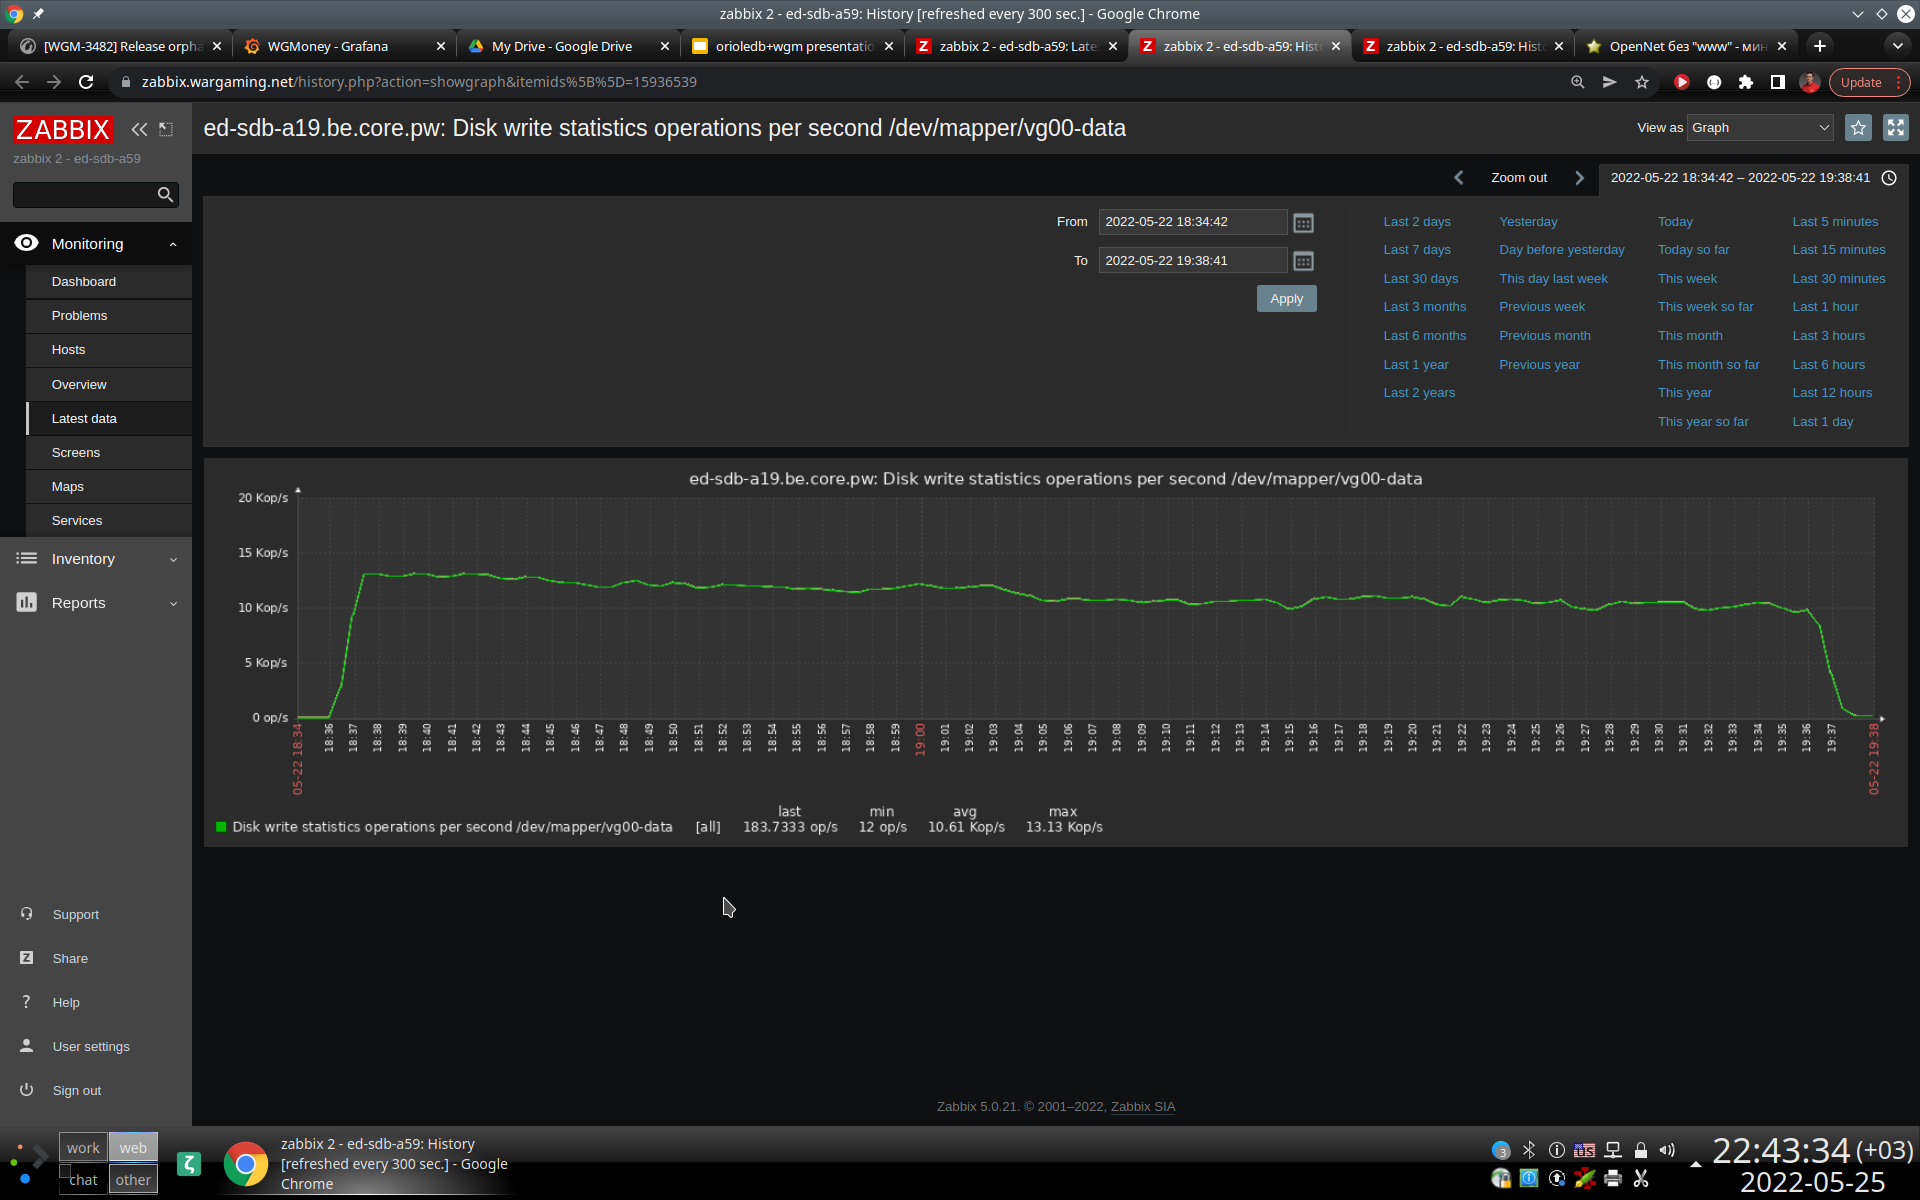 zabbix 2 - ed-sdb-a59: History [refreshed every 300 sec.] - Google Chrome
[WGM-3482] Release orpha
WGMoney - Grafana
My Drive - Google Drive
orioledb+wgm presentatio
zabbix 2 - ed-sdb-a59: Late
zabbix 2 - ed-sdb-a59: Hist
zabbix 2 - ed-sdb-a59: Hist
OpenNet без "www" - мин
zabbix.wargaming.net/history.php?action=showgraph&itemids%5B%5D=15936539
Update
ZABBIX
zabbix 2 - ed-sdb-a59
Monitoring
Dashboard
Problems
Hosts
Overview
Latest data
Screens
Maps
Services
Inventory
Reports
Support
Share
Help
User settings
Sign out
ed-sdb-a19.be.core.pw: Disk write statistics operations per second /dev/mapper/vg00-data
View as Graph
Zoom out
2022-05-22 18:34:42 – 2022-05-22 19:38:41
From 2022-05-22 18:34:42
To 2022-05-22 19:38:41
Apply
Last 2 days Yesterday Today Last 5 minutes
Last 7 days Day before yesterday Today so far Last 15 minutes
Last 30 days This day last week This week Last 30 minutes
Last 3 months Previous week This week so far Last 1 hour
Last 6 months Previous month This month Last 3 hours
Last 1 year Previous year This month so far Last 6 hours
Last 2 years This year Last 12 hours
This year so far Last 1 day
ed-sdb-a19.be.core.pw: Disk write statistics operations per second /dev/mapper/vg00-data
20 Kop/s
15 Kop/s
10 Kop/s
5 Kop/s
0 op/s
05-22 18:34 18:36 18:37 18:38 18:39 18:40 18:41 18:42 18:43 18:44 18:45 18:46 18:47 18:48 18:49 18:50 18:51 18:52 18:53 18:54 18:55 18:56 18:57 18:58 18:59 19:00 19:01 19:02 19:03 19:04 19:05 19:06 19:07 19:08 19:09 19:10 19:11 19:12 19:13 19:14 19:15 19:16 19:17 19:18 19:19 19:20 19:21 19:22 19:23 19:24 19:25 19:26 19:27 19:28 19:29 19:30 19:31 19:32 19:33 19:34 19:35 19:36 19:37 05-22 19:38
last min avg max
Disk write statistics operations per second /dev/mapper/vg00-data [all] 183.7333 op/s 12 op/s 10.61 Kop/s 13.13 Kop/s
Zabbix 5.0.21. © 2001–2022, Zabbix SIA
work web
chat other
zabbix 2 - ed-sdb-a59: History
[refreshed every 300 sec.] - Google
Chrome
3
22:43:34 (+03)
2022-05-25